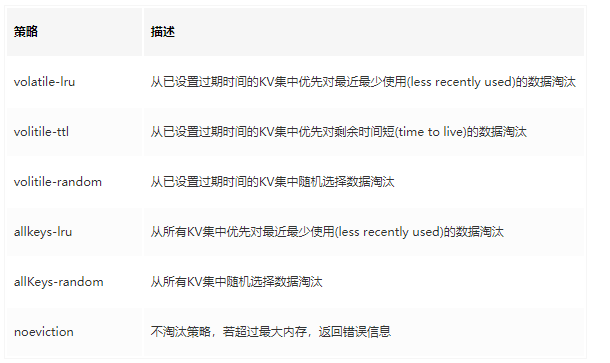 策略 描述
volatile-lru 从已设置过期时间的KV集中优先对最近最少使用(less recently used)的数据淘汰
volitile-ttl 从已设置过期时间的KV集中优先对剩余时间短(time to live)的数据淘汰
volitile-random 从已设置过期时间的KV集中随机选择数据淘汰
allkeys-lru 从所有KV集中优先对最近最少使用(less recently used)的数据淘汰
allKeys-random 从所有KV集中随机选择数据淘汰
noeviction 不淘汰策略，若超过最大内存，返回错误信息